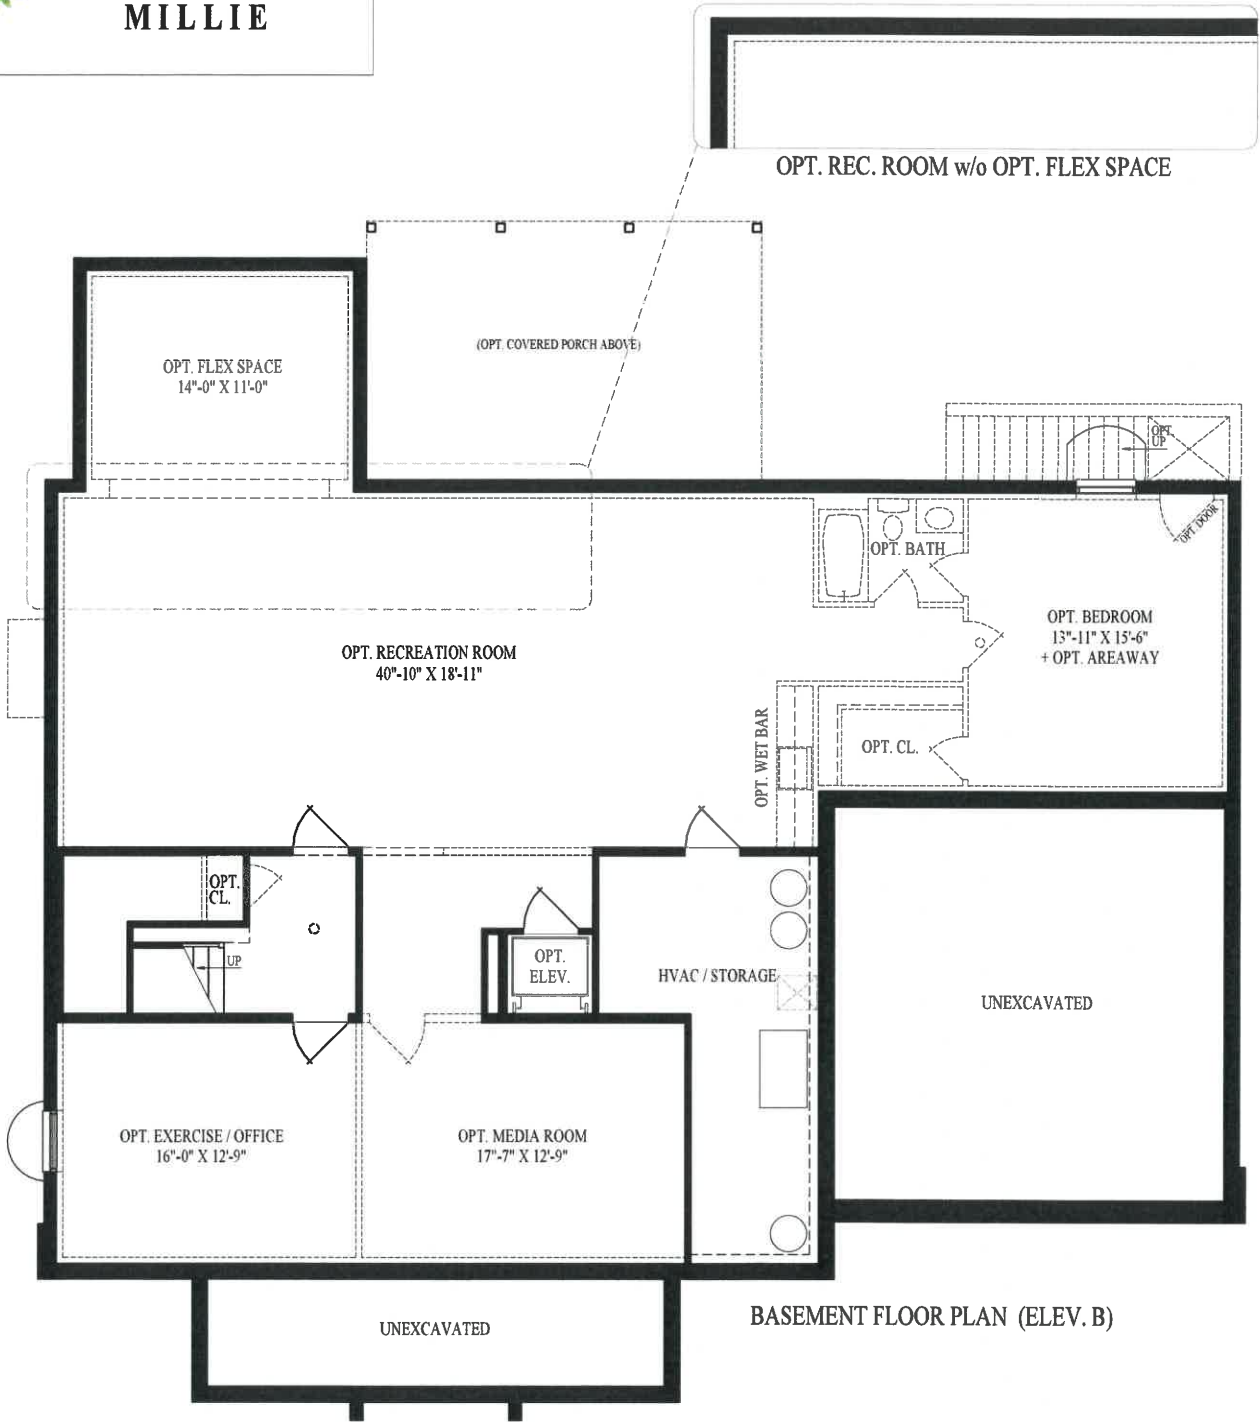 MILLIE
OPT. REC. ROOM w/o OPT. FLEX SPACE
(OPT. COVERED PORCH ABOVE)
OPT. FLEX SPACE
14"-0" X 11'-0"
OPT.
UP
OPT. DOOR
OPT. BATH
OPT. BEDROOM
13"-11" X 15'-6"
+ OPT. AREAWAY
OPT. RECREATION ROOM
40"-10" X 18'-11"
OPT. WET BAR
OPT. CL.
OPT.
CL.
UP
OPT.
ELEV.
HVAC / STORAGE
UNEXCAVATED
OPT. EXERCISE / OFFICE
16"-0" X 12'-9"
OPT. MEDIA ROOM
17"-7" X 12'-9"
UNEXCAVATED
BASEMENT FLOOR PLAN (ELEV. B)